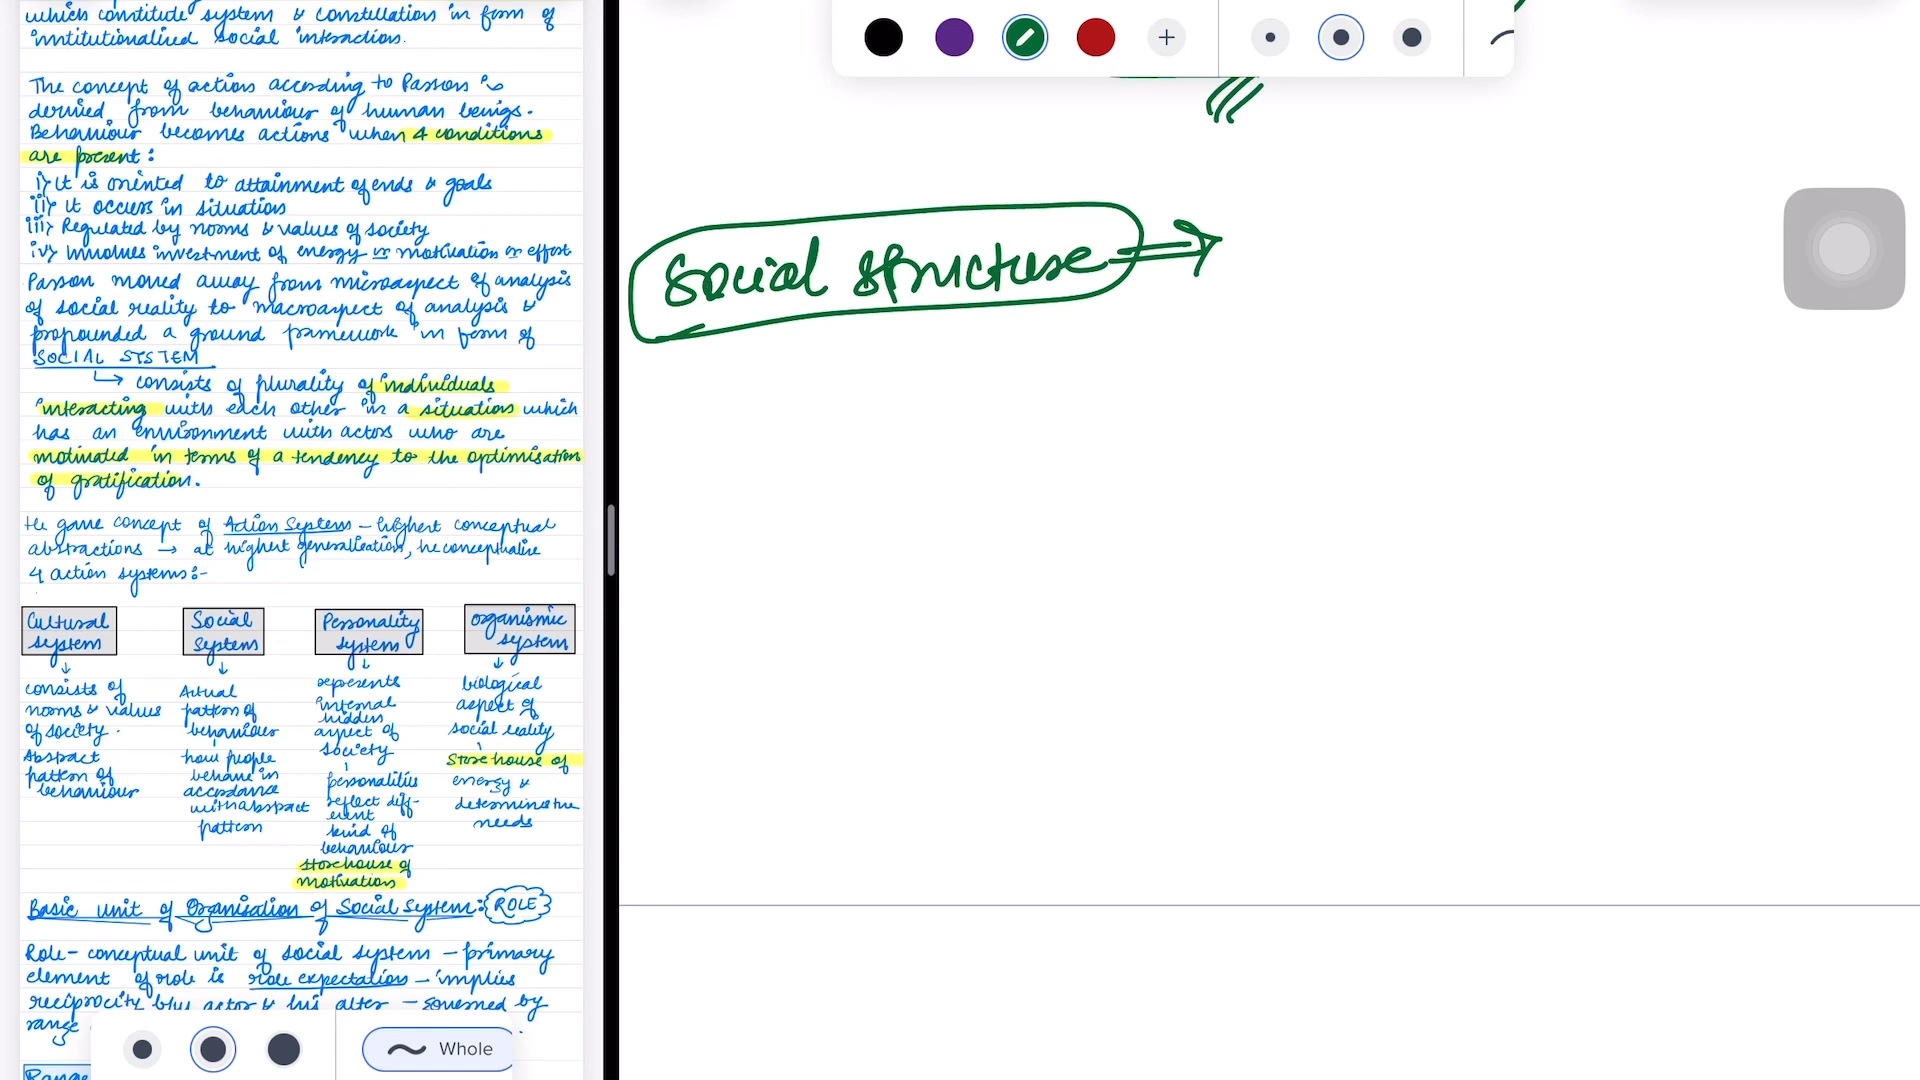 which constitute system & constellation in form of
institutionalised social interaction.
The concept of action according to Parsons is
derived from behaviour of human beings.
Behaviour becomes actions when 4 conditions
are present:
i) It is oriented to attainment of ends & goals
ii) it occurs in situation
iii) Regulated by norms & values of society
iv) Involves investment of energy or motivation or effort
Parson moved away from microaspect of analysis
of social reality to macroaspect of analysis &
propounded a ground framework in form of
SOCIAL SYSTEM
↳ consists of plurality of individuals
interacting with each other in a situation which
has an environment with actors who are
motivated in terms of a tendency to the optimisation
of gratification.
He gave concept of Action Systems - highest conceptual
abstractions → at highest generalisation, he conceptualise
4 action systems:-
Cultural system
consists of
norms & values
of society.
Abstract
pattern of
behaviour
Social System
Actual
pattern of
behaviour
how people
behave in
accordance
with abstract
pattern
Personality system
represents
internal
hidden
aspect of
society
personalities
reflect diff-
erent
kind of
behaviour
storehouse of
motivation
organismic system
biological
aspect of
social reality
Store house of
energy &
determines the
needs
Basic unit of Organisation of Social System: ROLE
Role - conceptual unit of social system - primary
element of role is role expectation - implies
reciprocity b/w actor & his alter - governed by
range
Range
Whole
Social structure ⇒